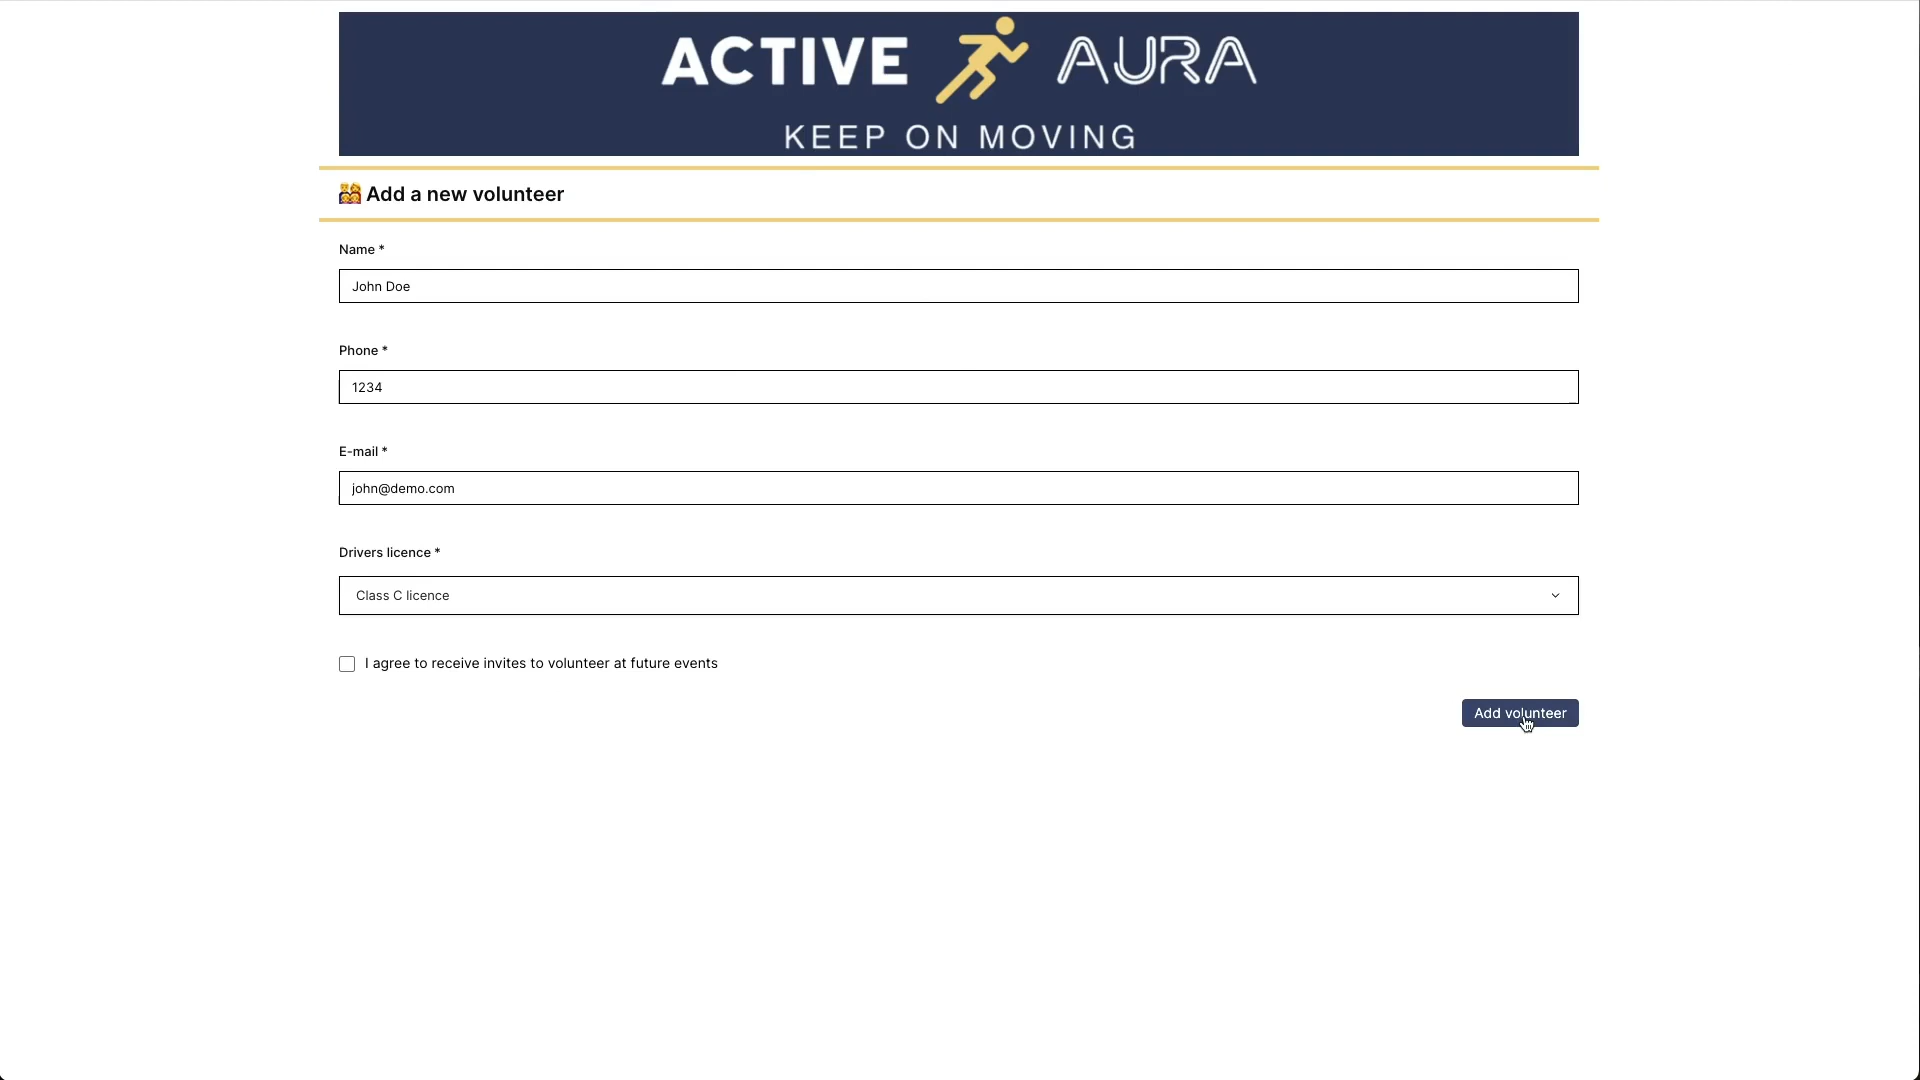 ACTIVE AURA
KEEP ON MOVING
Add a new volunteer
Name *
John Doe
Phone *
1234
E-mail *
john@demo.com
Drivers licence *
Class C licence
I agree to receive invites to volunteer at future events
Add volunteer